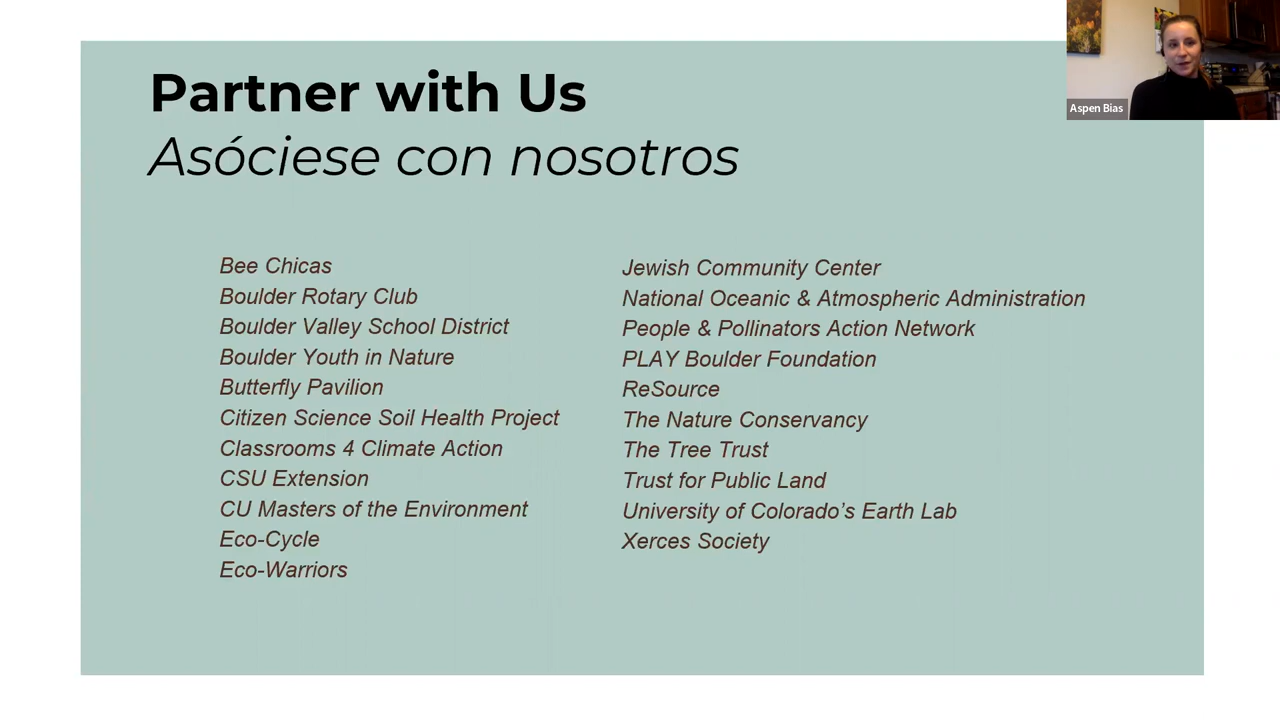 Partner with Us
Asóciese con nosotros
Bee Chicas
Boulder Rotary Club
Boulder Valley School District
Boulder Youth in Nature
Butterfly Pavilion
Citizen Science Soil Health Project
Classrooms 4 Climate Action
CSU Extension
CU Masters of the Environment
Eco-Cycle
Eco-Warriors
Jewish Community Center
National Oceanic & Atmospheric Administration
People & Pollinators Action Network
PLAY Boulder Foundation
ReSource
The Nature Conservancy
The Tree Trust
Trust for Public Land
University of Colorado’s Earth Lab
Xerces Society
Aspen Bias